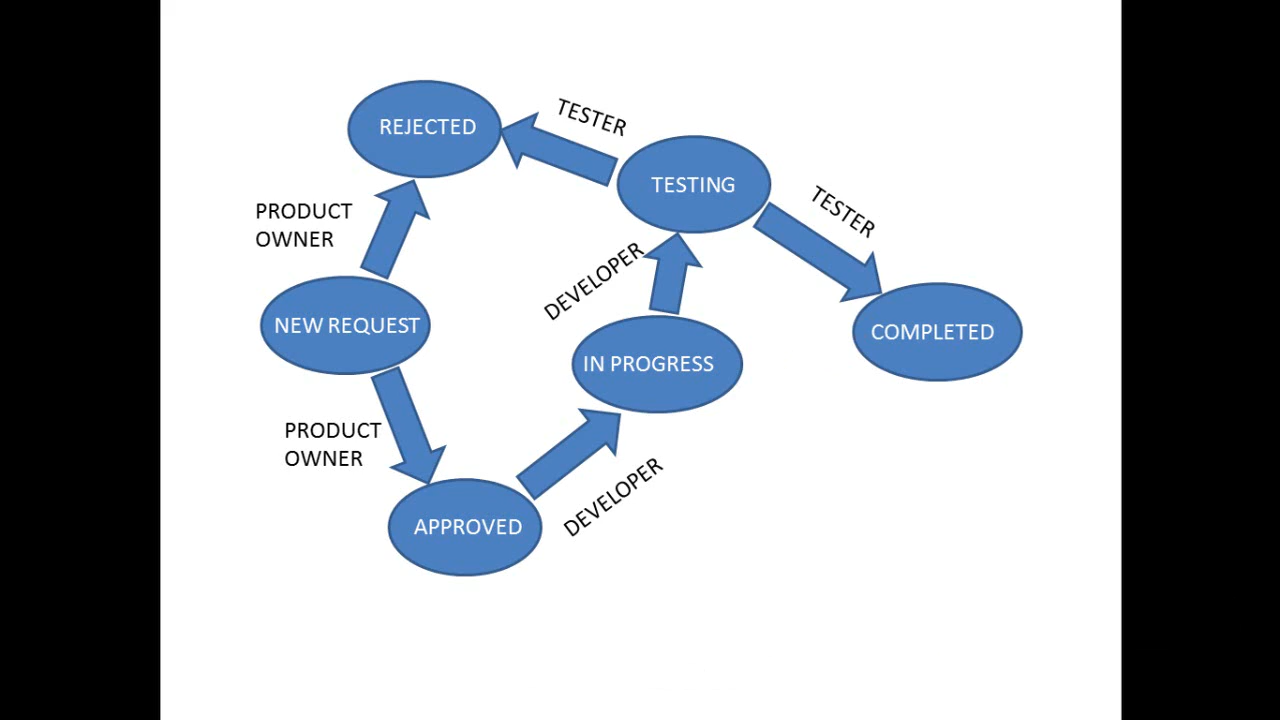 REJECTED
TESTER
TESTING
TESTER
PRODUCT
OWNER
DEVELOPER
NEW REQUEST
COMPLETED
IN PROGRESS
PRODUCT
OWNER
DEVELOPER
APPROVED